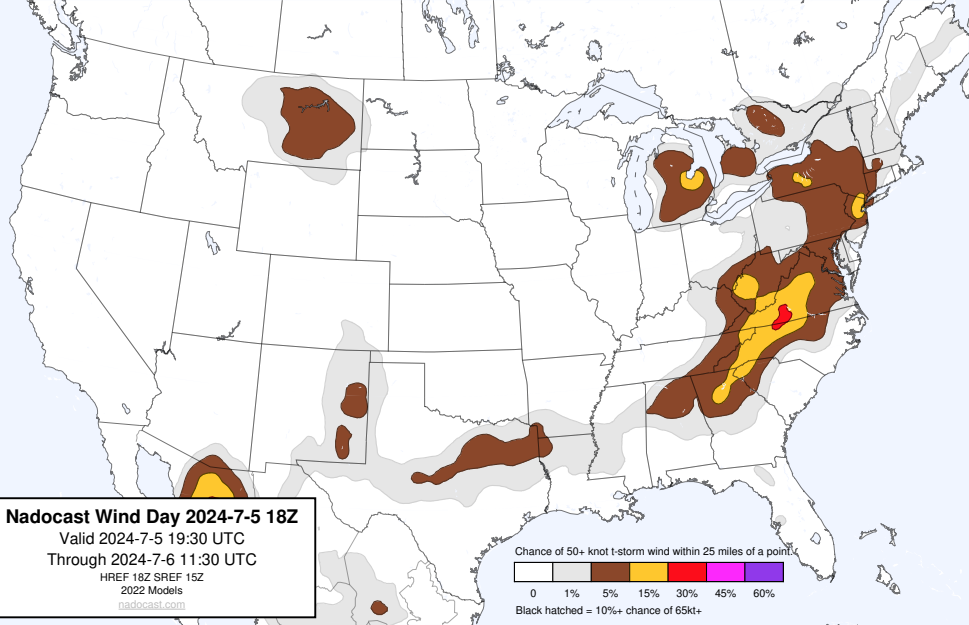 Nadocast Wind Day 2024-7-5 18Z
Valid 2024-7-5 19:30 UTC
Through 2024-7-6 11:30 UTC
HREF 18Z SREF 15Z
2022 Models
nadocast.com
Chance of 50+ knot t-storm wind within 25 miles of a point.
0 1% 5% 15% 30% 45% 60%
Black hatched = 10%+ chance of 65kt+